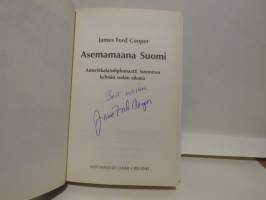 James Ford Cooper
Asemamaana Suomi
Amerikkalaisdiplomaatti Suomessa
kylmän sodan aikana
Best wishes
James Ford Cooper